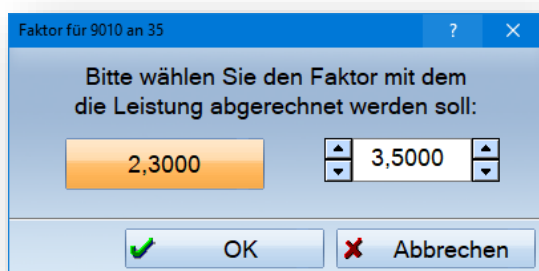 Faktor für 9010 an 35 ?
Bitte wählen Sie den Faktor mit dem
die Leistung abgerechnet werden soll:
2,3000 3,5000
OK Abbrechen